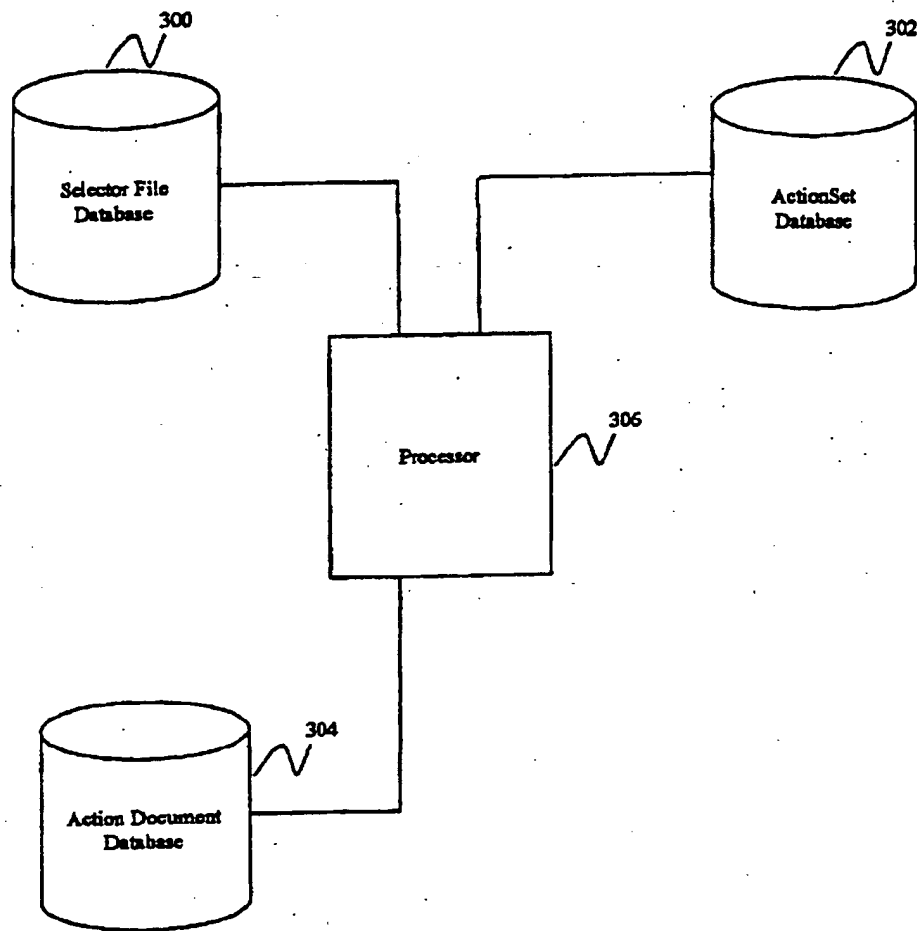 300
302
Selector File
Database
ActionSet
Database
306
Processor
304
Action Document
Database